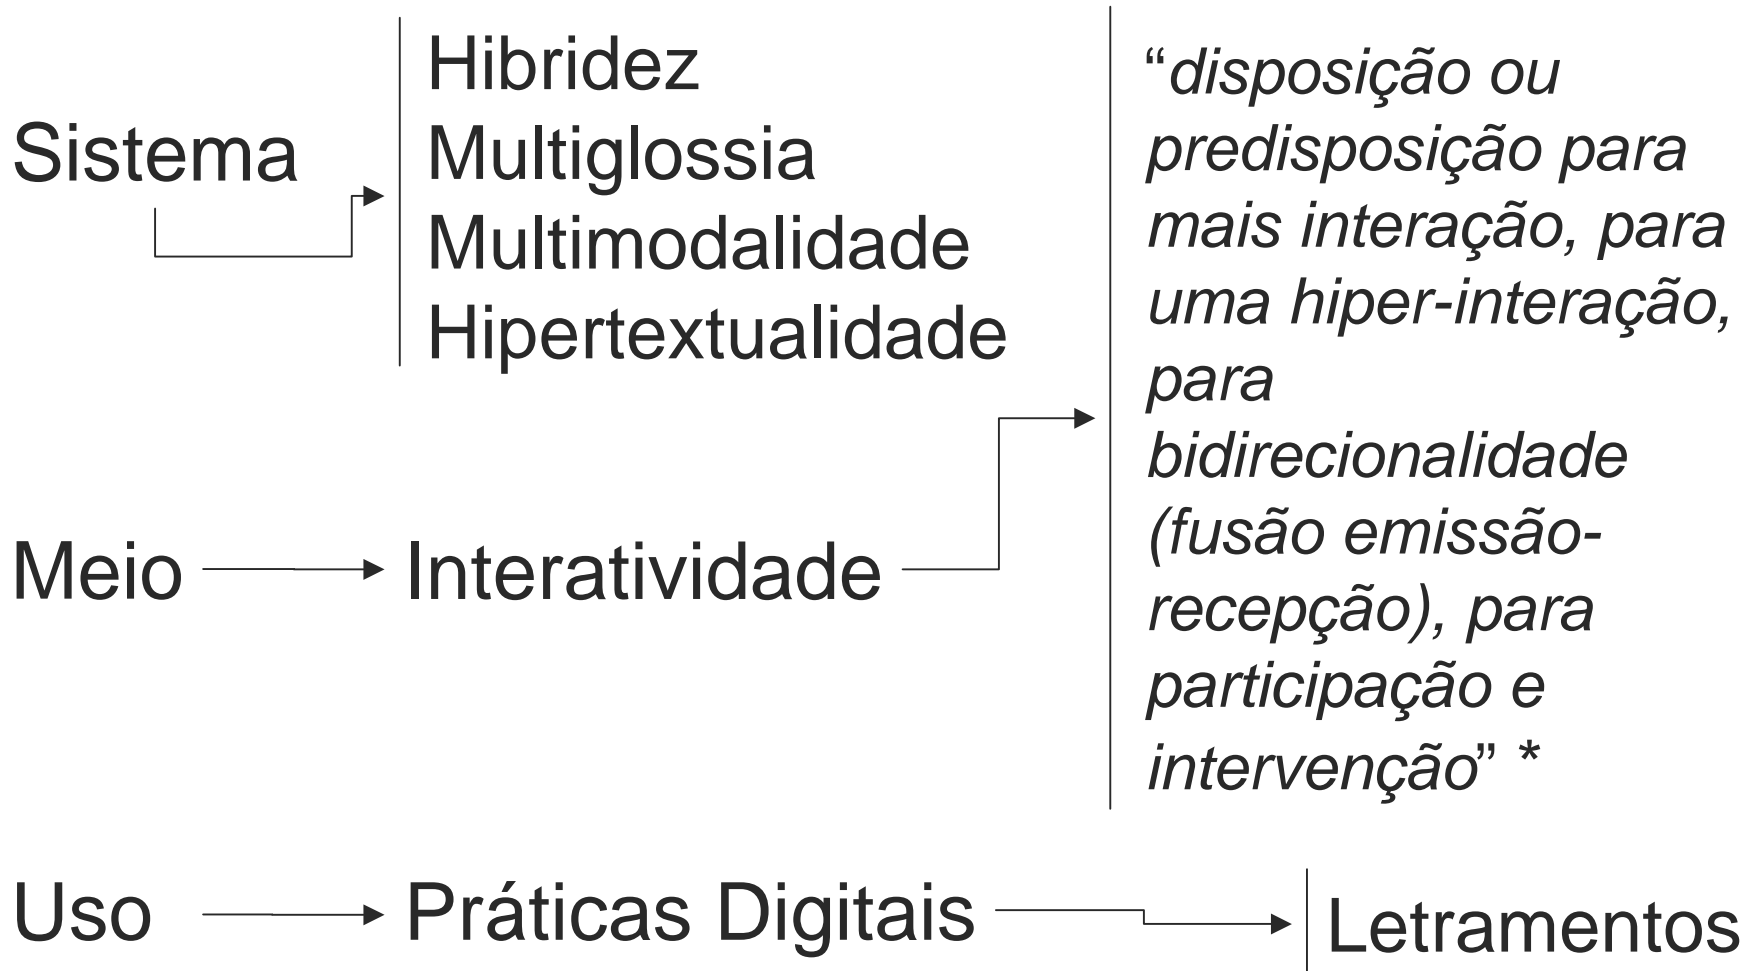 Sistema
Hibridez
Multiglossia
Multimodalidade
Hipertextualidade
Meio
Interatividade
“disposição ou
predisposição para
mais interação, para
uma hiper-interação,
para
bidirecionalidade
(fusão emissão-
recepção), para
participação e
intervenção” *
Uso
Práticas Digitais
Letramentos